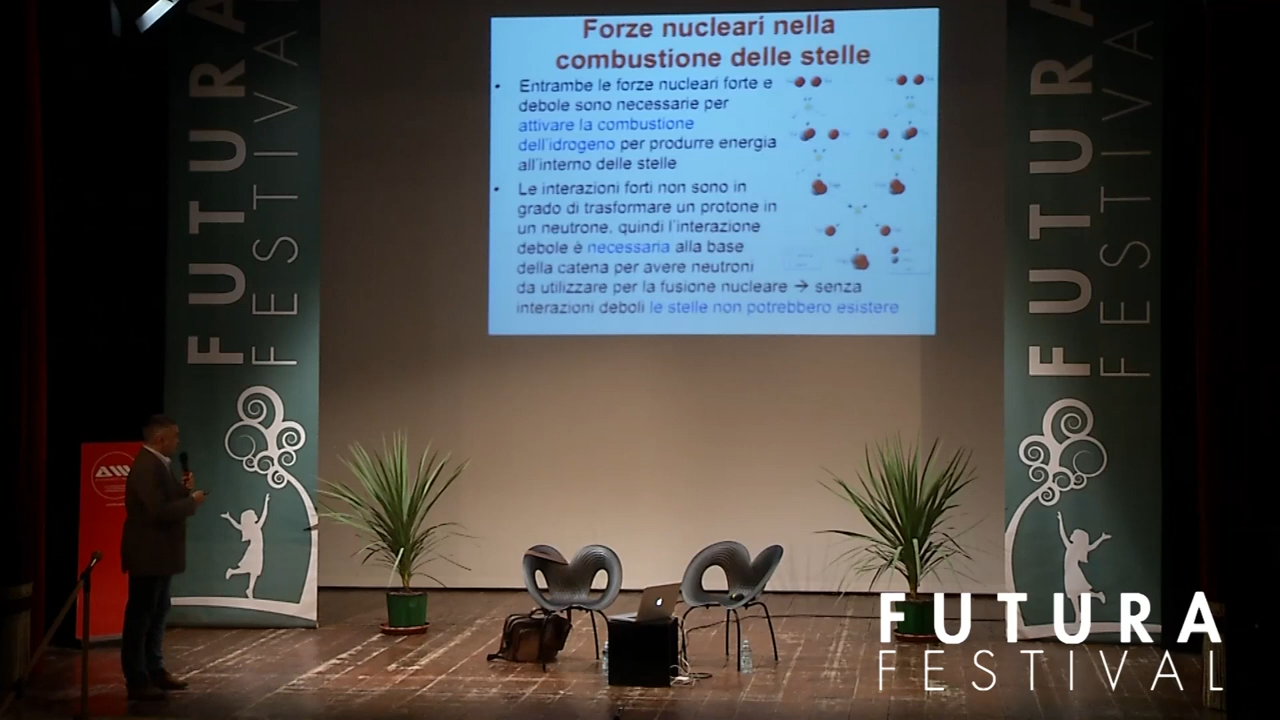 FUTURA
FESTIVAL
Forze nucleari nella
combustione delle stelle
• Entrambe le forze nucleari forte e
debole sono necessarie per
attivare la combustione
dell'idrogeno per produrre energia
all'interno delle stelle
• Le interazioni forti non sono in
grado di trasformare un protone in
un neutrone, quindi l'interazione
debole è necessaria alla base
della catena per avere neutroni
da utilizzare per la fusione nucleare → senza
interazioni deboli le stelle non potrebbero esistere
FUTURA
FESTIVA
FUTURA
FESTIVAL